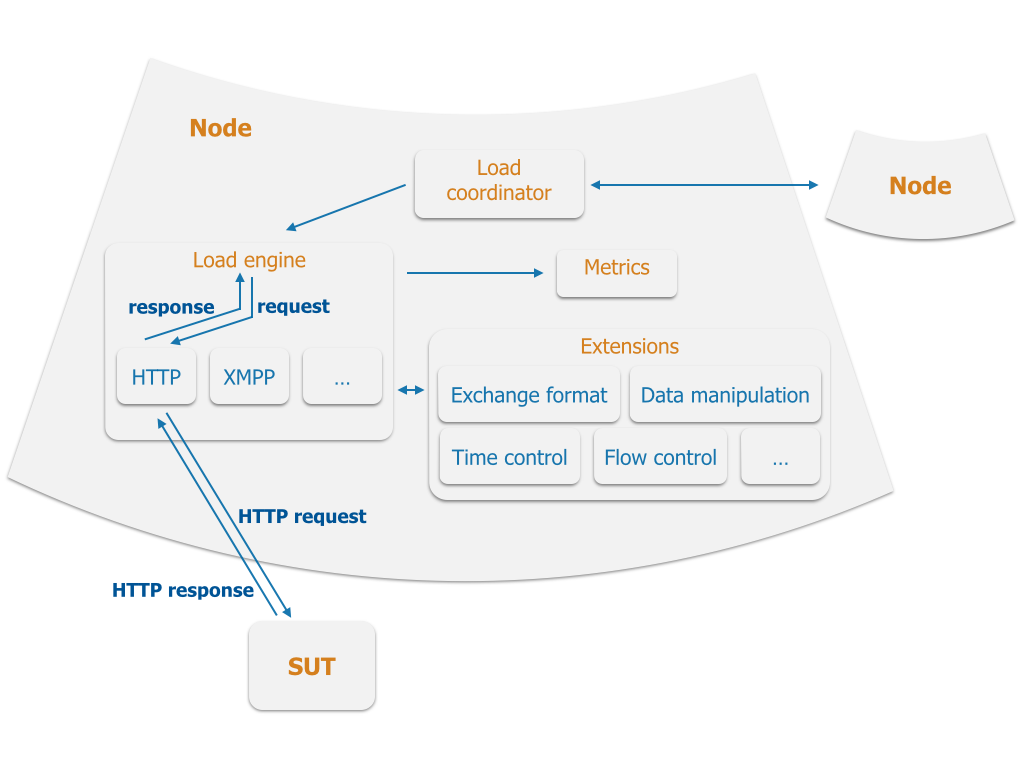 Node
Load
coordinator
Node
Load engine
Metrics
response
request
Extensions
HTTP
XMPP
...
Exchange format
Data manipulation
Time control
Flow control
...
HTTP request
HTTP response
SUT